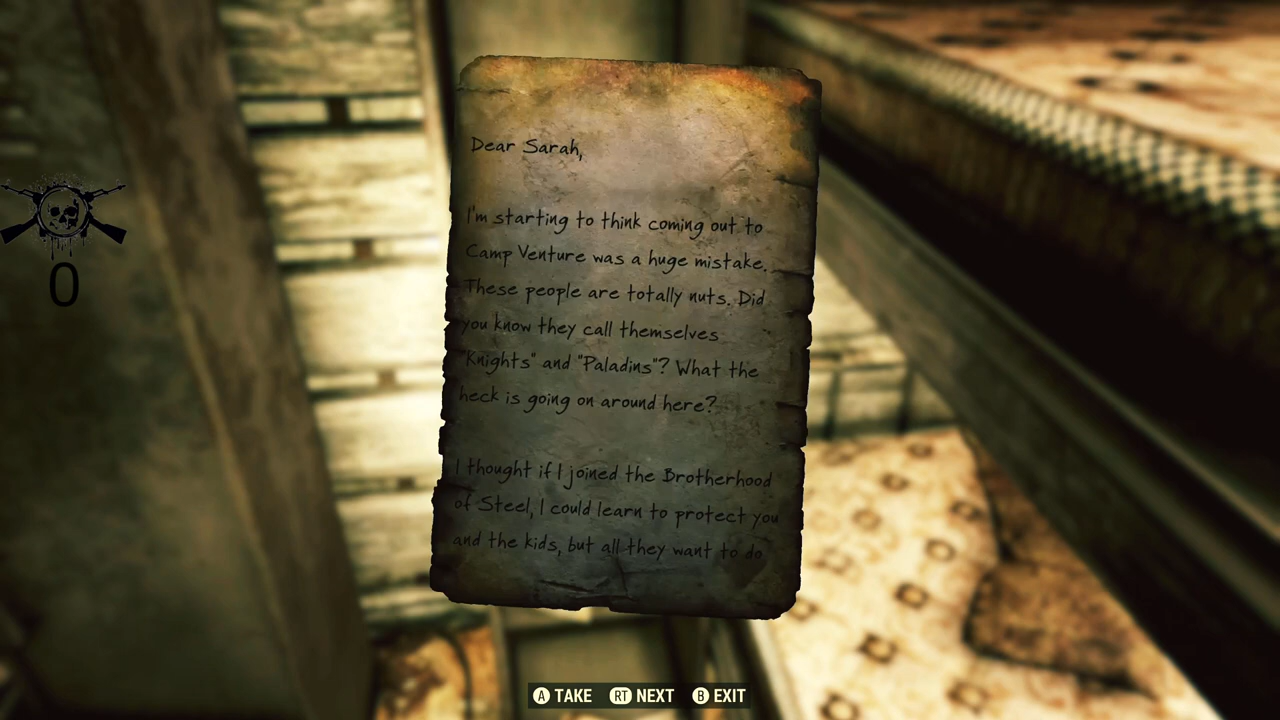 Dear Sarah,
I'm starting to think coming out to
Camp Venture was a huge mistake.
These people are totally nuts. Did
you know they call themselves
"Knights" and "Paladins"? What the
heck is going on around here?
I thought if I joined the Brotherhood
of Steel, I could learn to protect you
and the kids, but all they want to do
0
A TAKE RT NEXT B EXIT